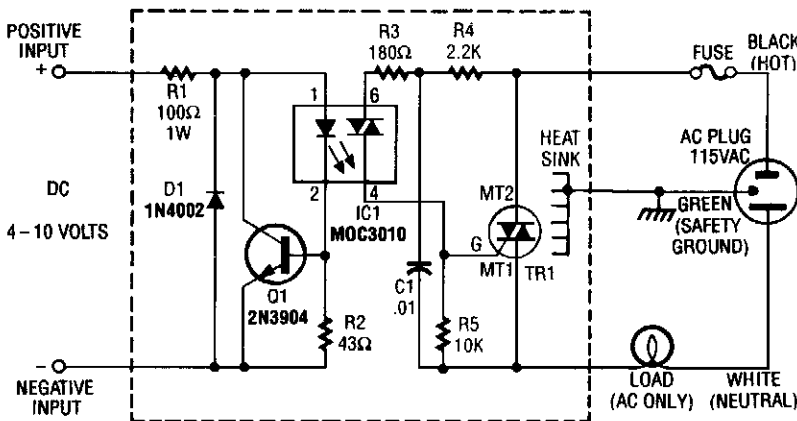 POSITIVE
INPUT
+
R1
100Ω
1W
DC
4–10 VOLTS
D1
1N4002
Q1
2N3904
R2
43Ω
–
NEGATIVE
INPUT
1
6
2
4
IC1
MOC3010
R3
180Ω
R4
2.2K
C1
.01
R5
10K
G
MT2
MT1
TR1
HEAT
SINK
FUSE
BLACK
(HOT)
AC PLUG
115VAC
GREEN
(SAFETY
GROUND)
LOAD
(AC ONLY)
WHITE
(NEUTRAL)